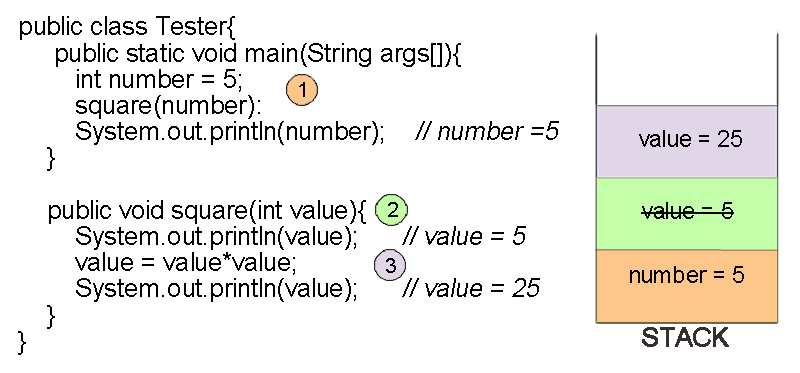 public class Tester{
public static void main(String args[]){
int number = 5;
square(number):
1
System.out.println(number); // number =5
}
public void square(int value){ 2
System.out.println(value); // value = 5
value = value*value; 3
System.out.println(value); // value = 25
}
}
value = 25
value = 5
number = 5
STACK